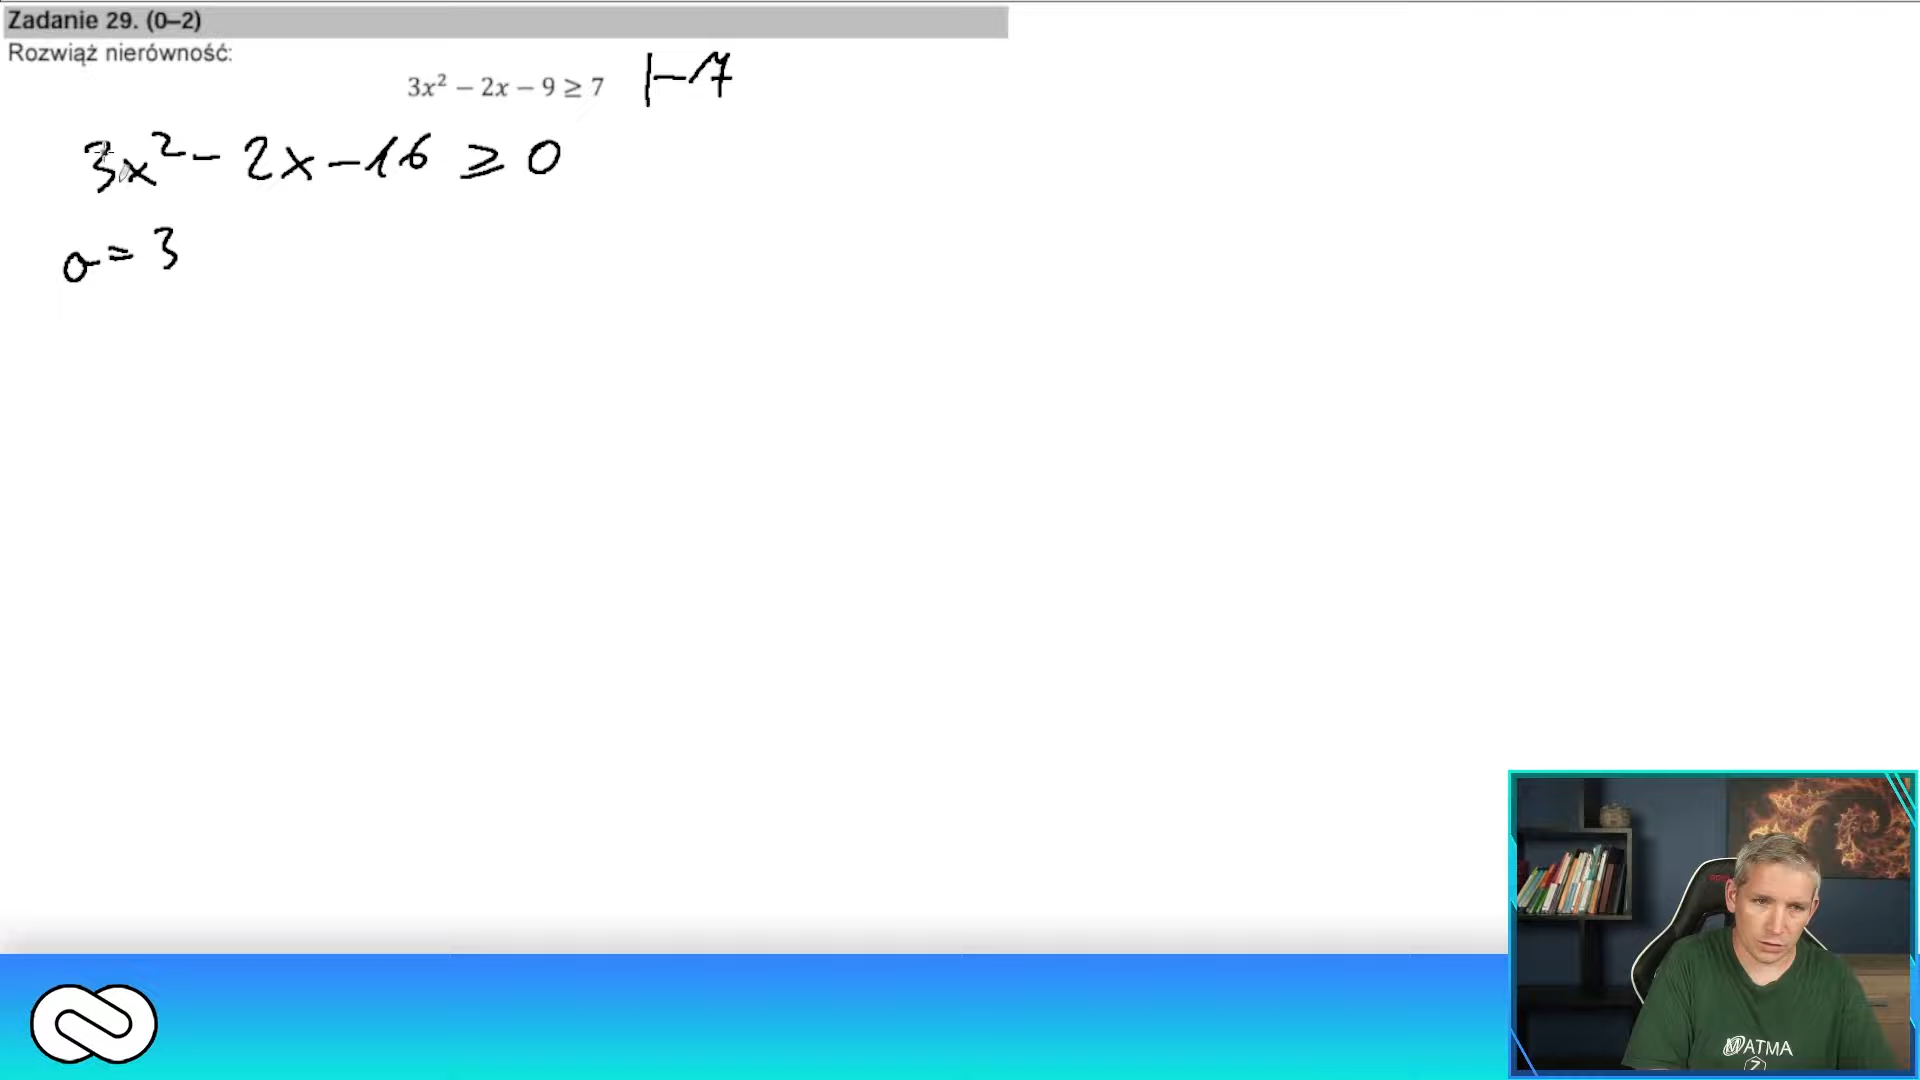 Zadanie 29. (0–2)
Rozwiąż nierówność:
3x² − 2x − 9 ≥ 7 |−7
3x² − 2x − 16 ≥ 0
a = 3
MATMA
Z